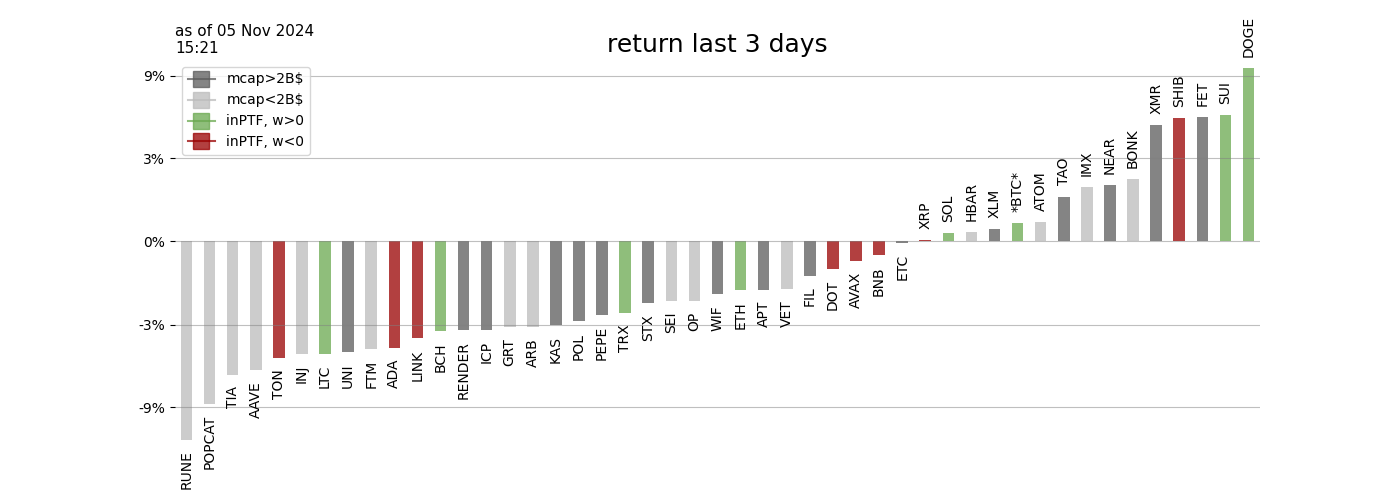 as of 05 Nov 2024
15:21
return last 3 days
mcap>2B$
mcap<2B$
inPTF, w>0
inPTF, w<0
9%
3%
0%
-3%
-9%
RUNE
POPCAT
TIA
AAVE
TON
INJ
LTC
UNI
FTM
ADA
LINK
BCH
RENDER
ICP
GRT
ARB
KAS
POL
PEPE
TRX
STX
SEI
OP
WIF
ETH
APT
VET
FIL
DOT
AVAX
BNB
ETC
XRP
SOL
HBAR
XLM
*BTC*
ATOM
TAO
IMX
NEAR
BONK
XMR
SHIB
FET
SUI
DOGE